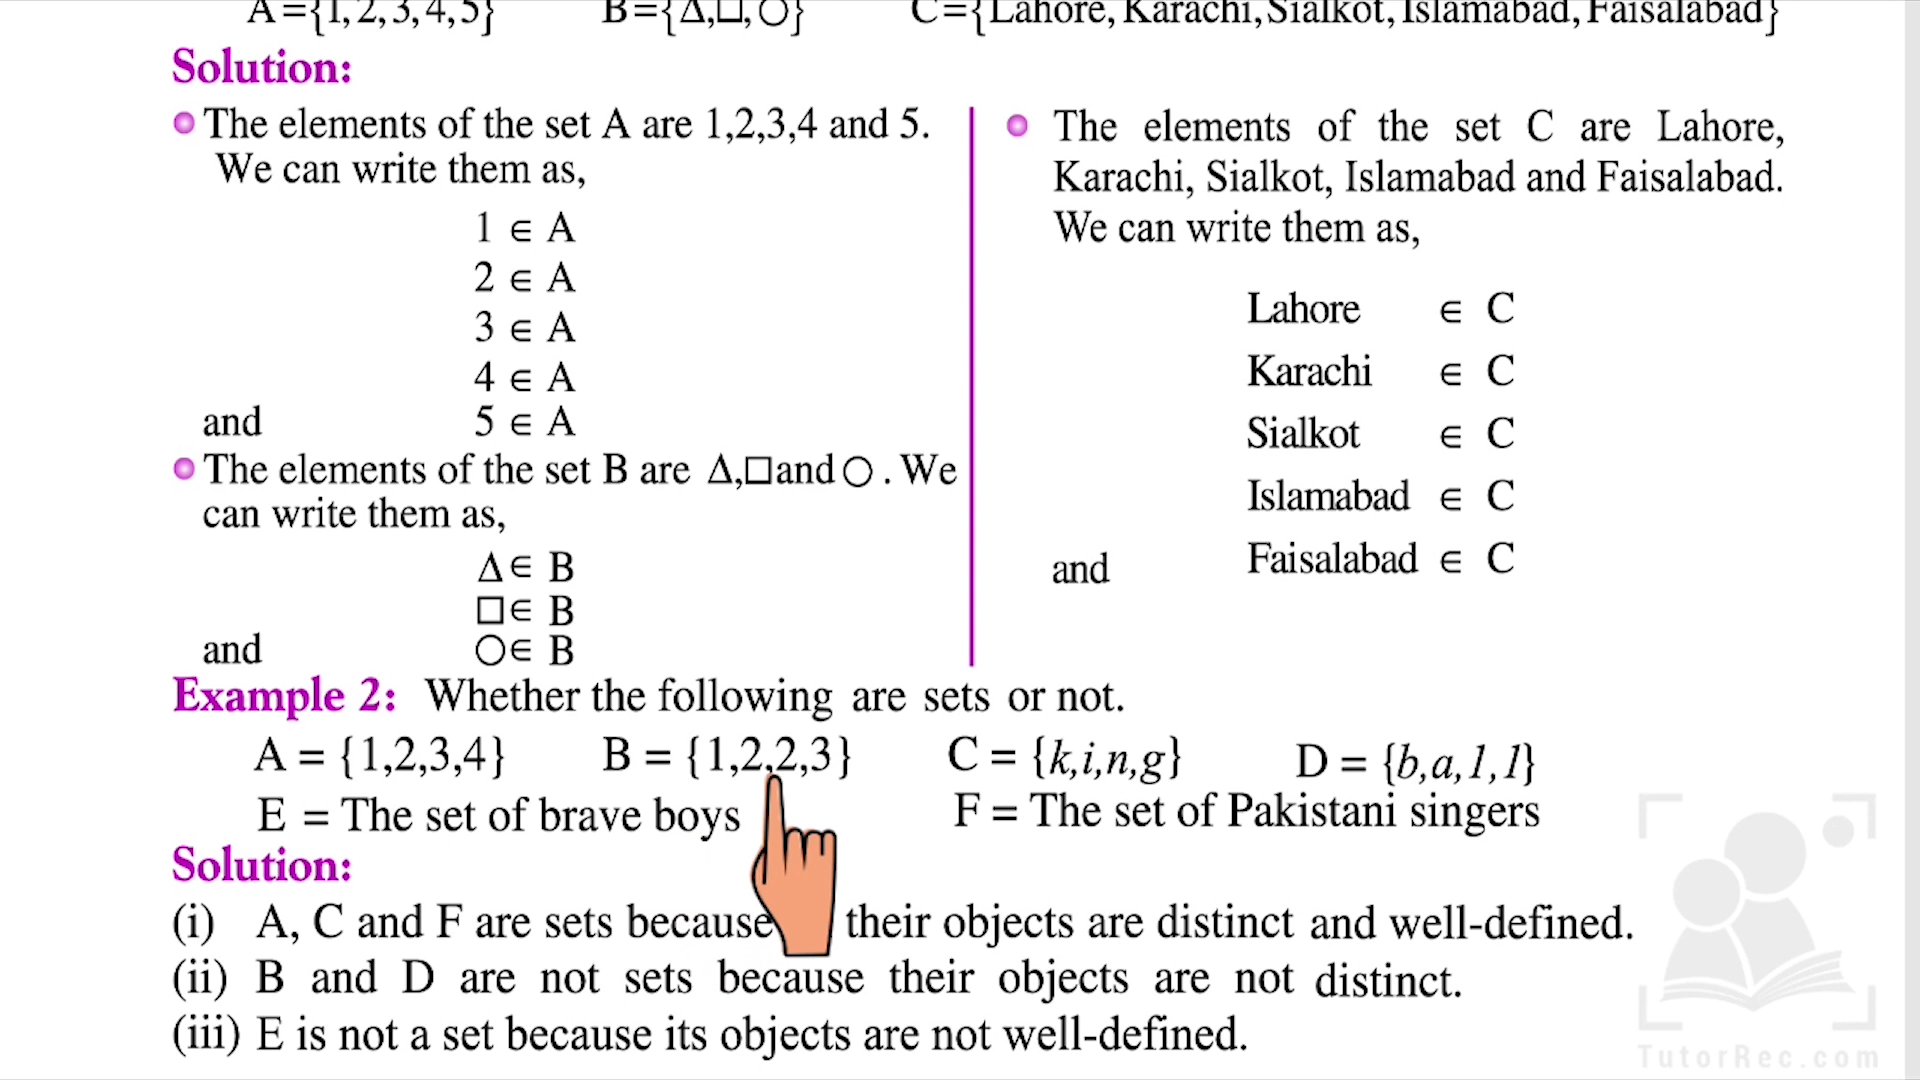 A={1,2,3,4,5} B={Δ,□,○} C={Lahore, Karachi, Sialkot, Islamabad, Faisalabad}
Solution:
The elements of the set A are 1,2,3,4 and 5.
We can write them as,
1 ∈ A
2 ∈ A
3 ∈ A
4 ∈ A
and 5 ∈ A
The elements of the set B are Δ,□and○. We
can write them as,
Δ∈ B
□∈ B
and ○∈ B
The elements of the set C are Lahore,
Karachi, Sialkot, Islamabad and Faisalabad.
We can write them as,
Lahore ∈ C
Karachi ∈ C
Sialkot ∈ C
Islamabad ∈ C
and Faisalabad ∈ C
Example 2: Whether the following are sets or not.
A = {1,2,3,4} B = {1,2,2,3} C = {k,i,n,g} D = {b,a,l,l}
E = The set of brave boys F = The set of Pakistani singers
Solution:
(i) A, C and F are sets because their objects are distinct and well-defined.
(ii) B and D are not sets because their objects are not distinct.
(iii) E is not a set because its objects are not well-defined.
TutorRec.com